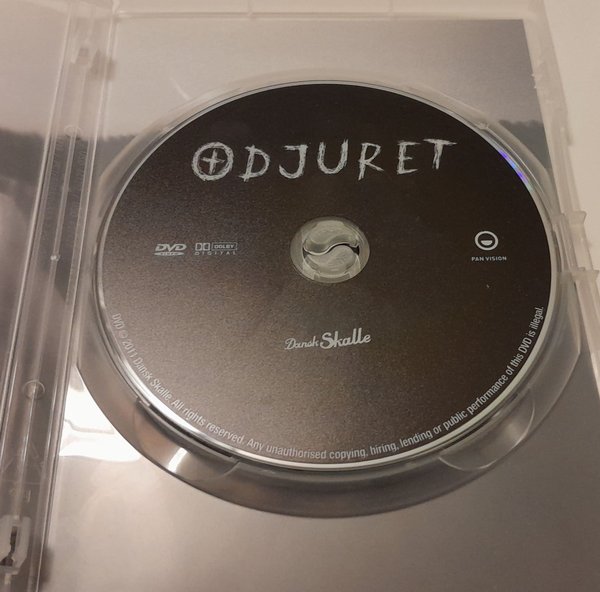 ODJURET
DVD
VIDEO
DOLBY
DIGITAL
PAN VISION
Dansk Skalle
DVD © 2011 Dansk Skalle. All rights reserved. Any unauthorised copying, hiring, lending or public performance of this DVD is illegal.